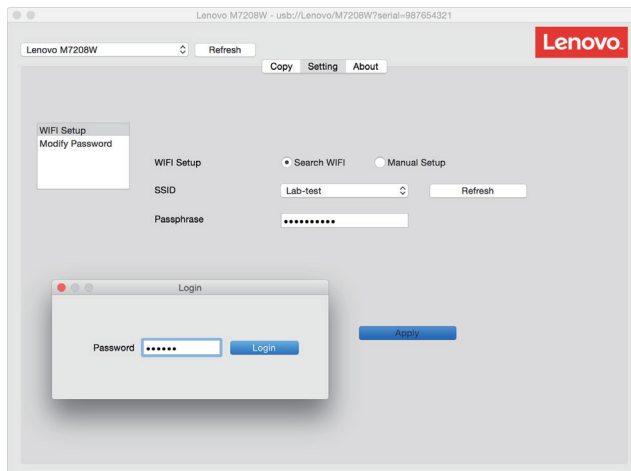 Lenovo M7208W - usb://Lenovo/M7208W?serial=987654321
Lenovo M7208W Refresh
Lenovo.
Copy Setting About
WIFI Setup
Modify Password
WIFI Setup Search WIFI Manual Setup
SSID Lab-test Refresh
Passphrase ••••••••••
Login
Password •••••• Login
Apply